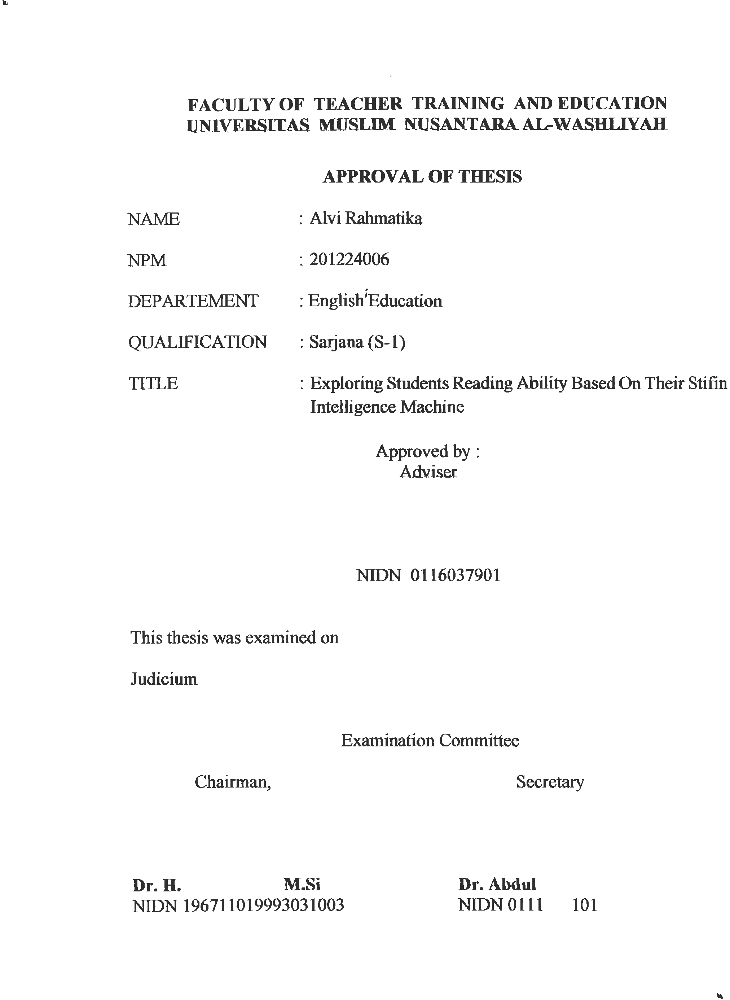 FACULTY OF TEACHER TRAINING AND EDUCATION
UNIVERSITAS MUSLIM NUSANTARA AL-WASHLIYAH
APPROVAL OF THESIS
NAME : Alvi Rahmatika
NPM : 201224006
DEPARTEMENT : English Education
QUALIFICATION : Sarjana (S-1)
TITLE : Exploring Students Reading Ability Based On Their Stifin
Intelligence Machine
Approved by :
Adviser
NIDN 0116037901
This thesis was examined on
Judicium
Examination Committee
Chairman, Secretary
Dr. H. M.Si Dr. Abdul
NIDN 196711019993031003 NIDN 0111 101